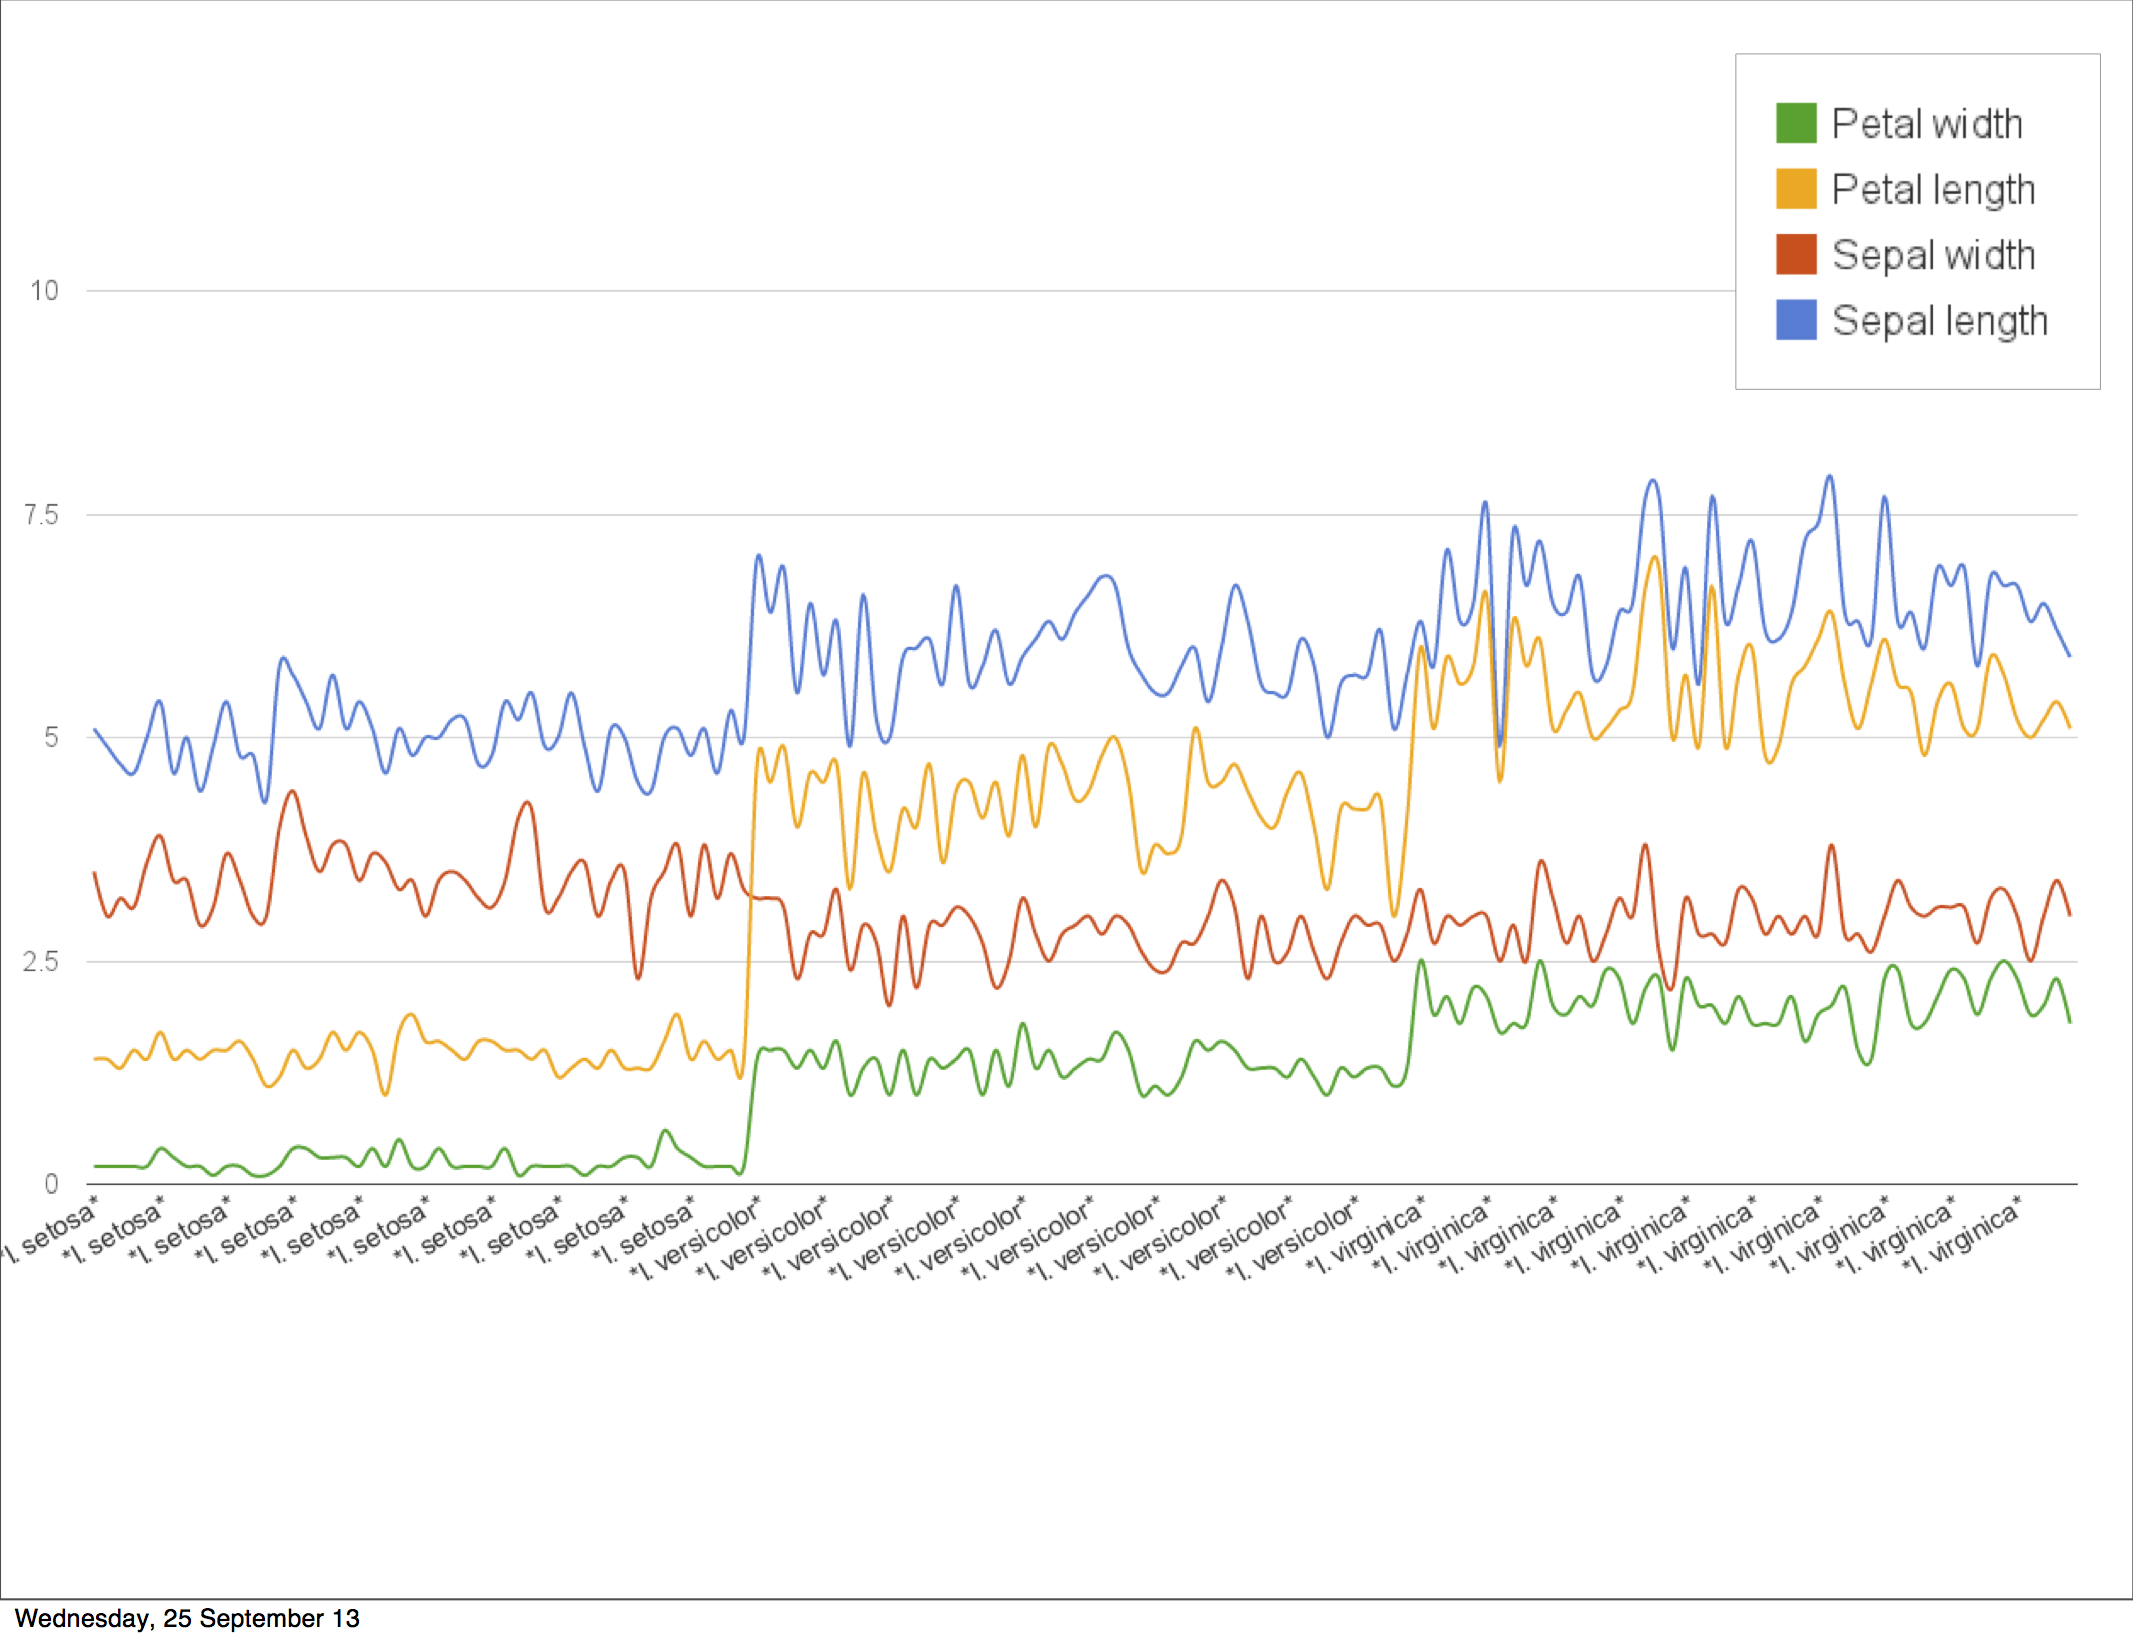 Petal width
Petal length
Sepal width
Sepal length
10
7.5
5
2.5
0
*I. setosa*
*I. setosa*
*I. setosa*
*I. setosa*
*I. setosa*
*I. setosa*
*I. setosa*
*I. setosa*
*I. setosa*
*I. setosa*
*I. versicolor*
*I. versicolor*
*I. versicolor*
*I. versicolor*
*I. versicolor*
*I. versicolor*
*I. versicolor*
*I. versicolor*
*I. versicolor*
*I. versicolor*
*I. virginica*
*I. virginica*
*I. virginica*
*I. virginica*
*I. virginica*
*I. virginica*
*I. virginica*
*I. virginica*
*I. virginica*
*I. virginica*
Wednesday, 25 September 13